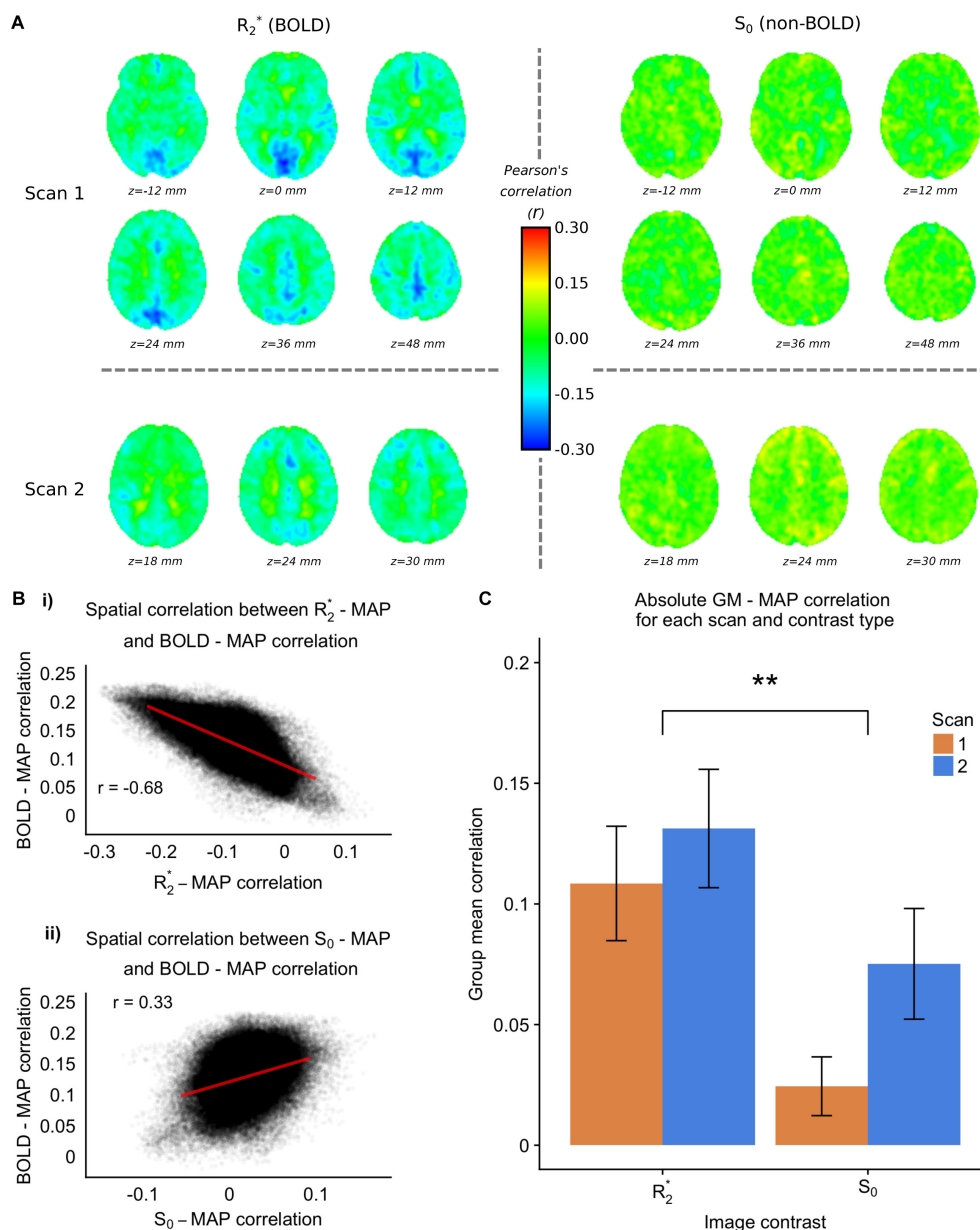 A
R2* (BOLD)
S0 (non-BOLD)
Scan 1
z=-12 mm
z=0 mm
z=12 mm
z=24 mm
z=36 mm
z=48 mm
Pearson's
correlation
(r)
0.30
0.15
0.00
-0.15
-0.30
z=-12 mm
z=0 mm
z=12 mm
z=24 mm
z=36 mm
z=48 mm
Scan 2
z=18 mm
z=24 mm
z=30 mm
z=18 mm
z=24 mm
z=30 mm
B i)
Spatial correlation between R2* - MAP
and BOLD - MAP correlation
BOLD - MAP correlation
0.25
0.2
0.15
0.1
0.05
0
r = -0.68
-0.3 -0.2 -0.1 0 0.1
R2* – MAP correlation
ii)
Spatial correlation between S0 - MAP
and BOLD - MAP correlation
BOLD - MAP correlation
0.25
0.2
0.15
0.1
0.05
0
r = 0.33
-0.1 0 0.1
S0 – MAP correlation
C
Absolute GM - MAP correlation
for each scan and contrast type
Group mean correlation
0.2
0.15
0.1
0.05
0
**
Scan
1
2
R2* S0
Image contrast